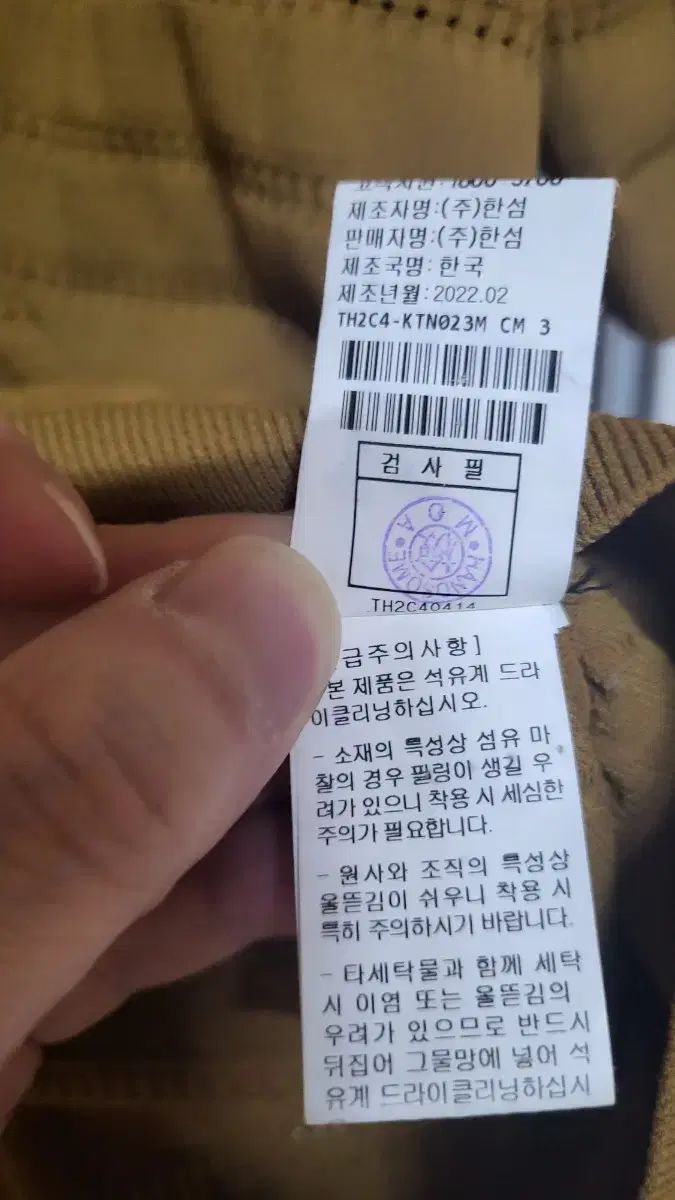 제조자명:(주)한섬
판매자명:(주)한섬
제조국명:한국
제조년월:2022.02
TH2C4-KTN023M CM 3
검 사 필
HANDSOME MOA
TH2C40414
급주의사항]
본 제품은 석유계 드라
이클리닝하십시오.
- 소재의 특성상 섬유 마
찰의 경우 필링이 생길 우
려가 있으니 착용 시 세심한
주의가 필요합니다.
- 원사와 조직의 특성상
올뜯김이 쉬우니 착용 시
특히 주의하시기 바랍니다.
- 타세탁물과 함께 세탁
시 이염 또는 올뜯김의
우려가 있으므로 반드시
뒤집어 그물망에 넣어 석
유계 드라이클리닝하십시